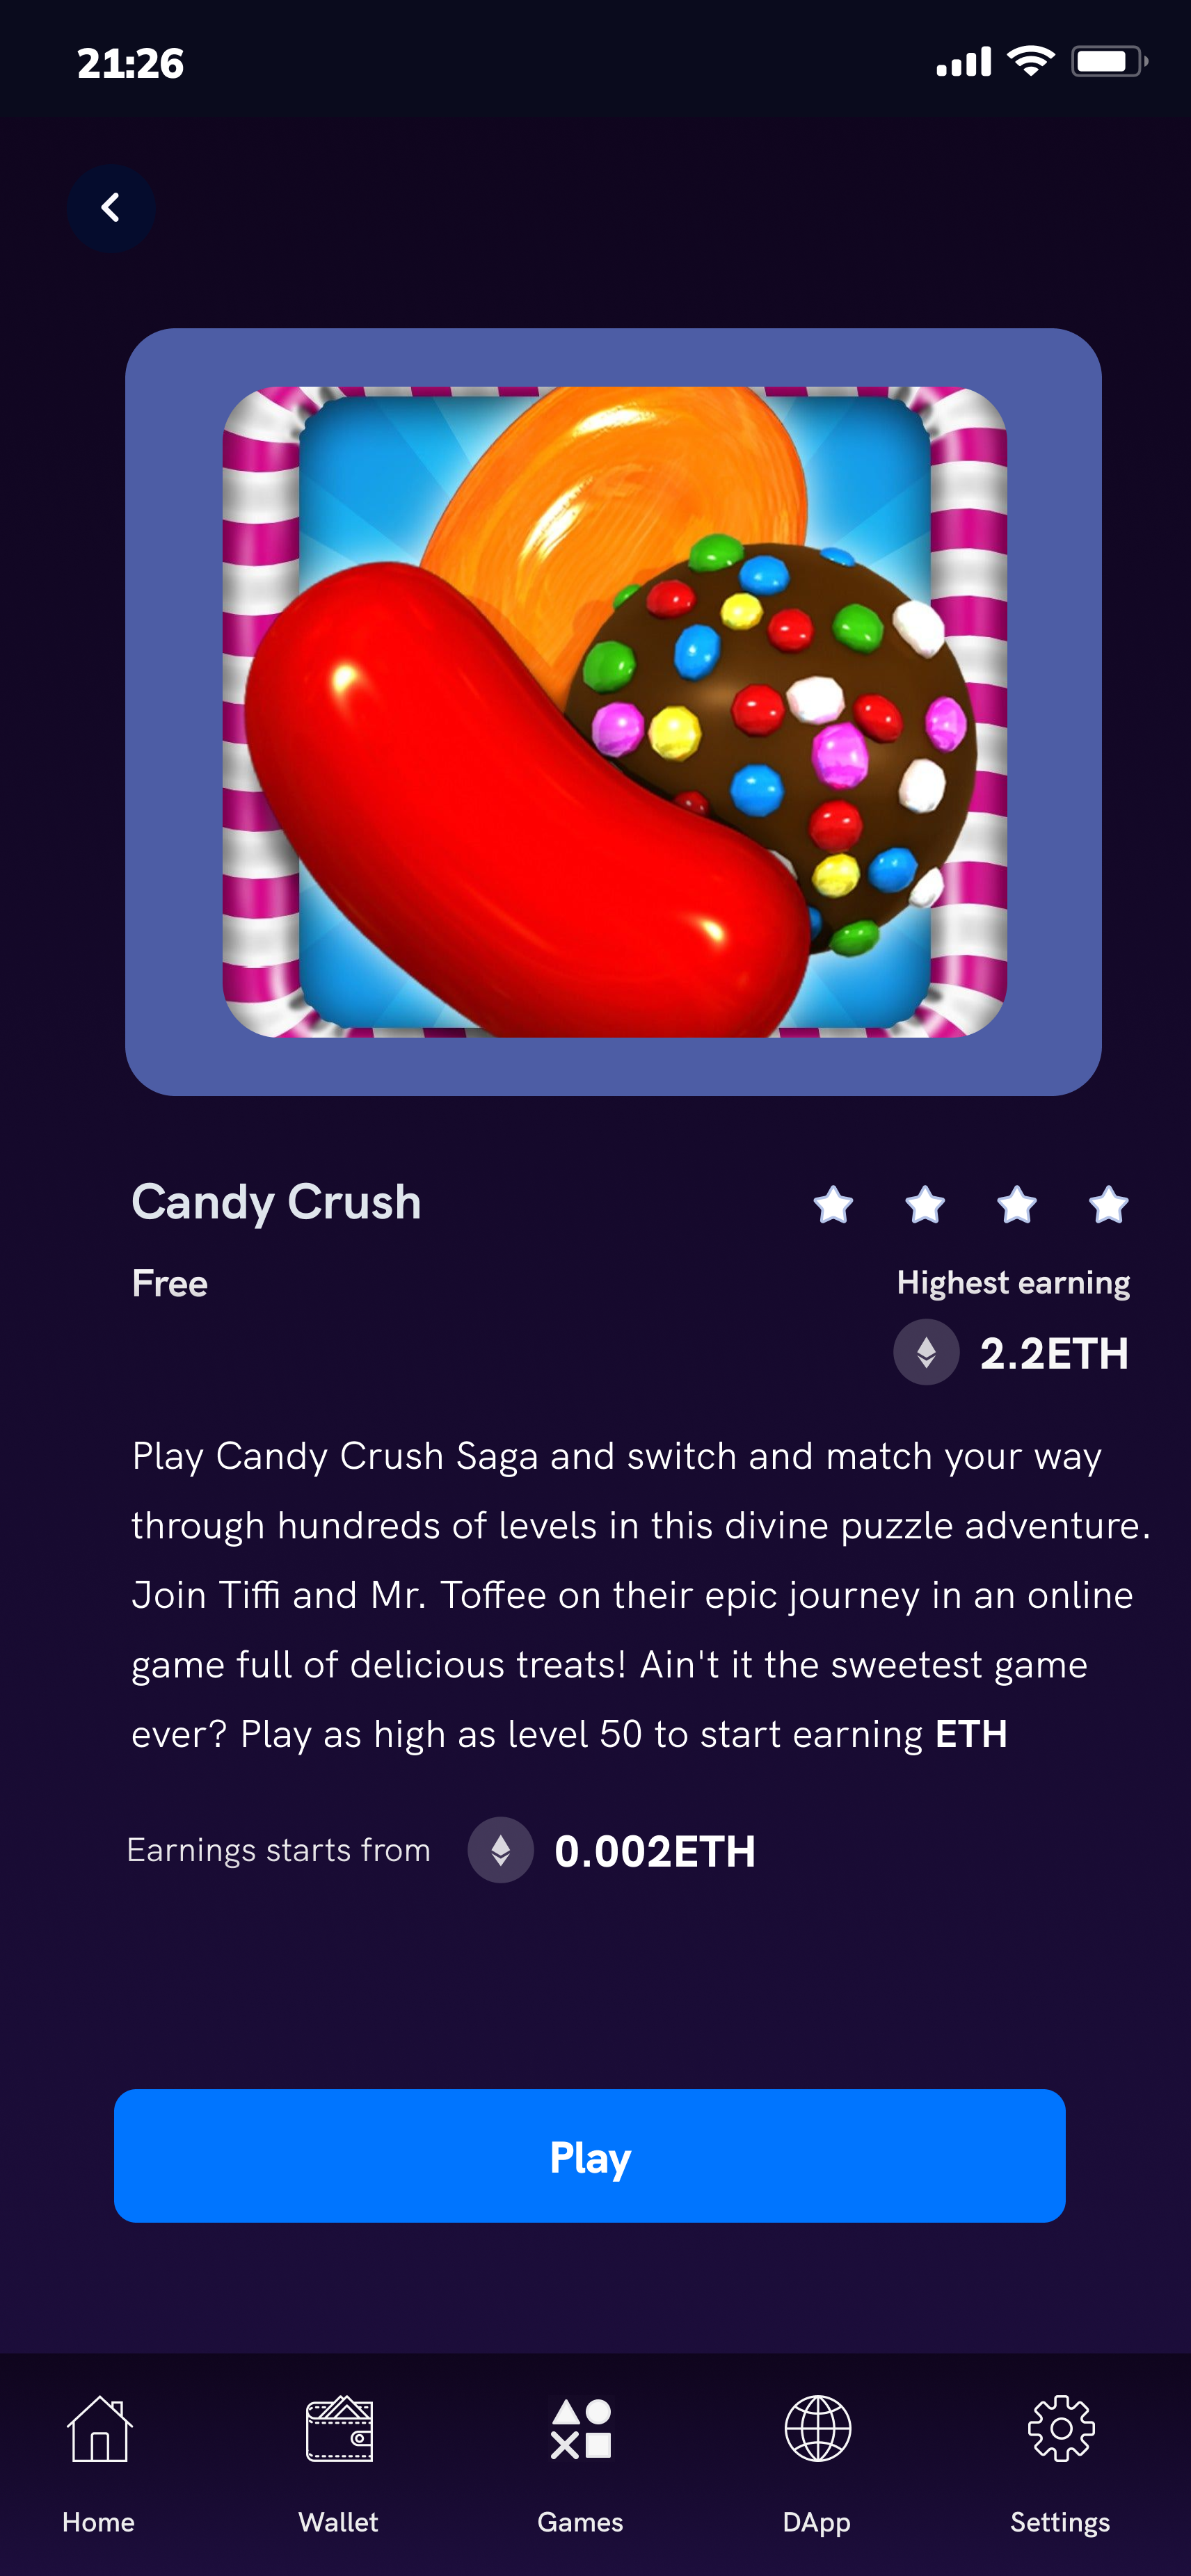 21:26
Candy Crush
Free
Highest earning
2.2ETH
Play Candy Crush Saga and switch and match your way
through hundreds of levels in this divine puzzle adventure.
Join Tiffi and Mr. Toffee on their epic journey in an online
game full of delicious treats! Ain't it the sweetest game
ever? Play as high as level 50 to start earning ETH
Earnings starts from 0.002ETH
Play
Home Wallet Games DApp Settings